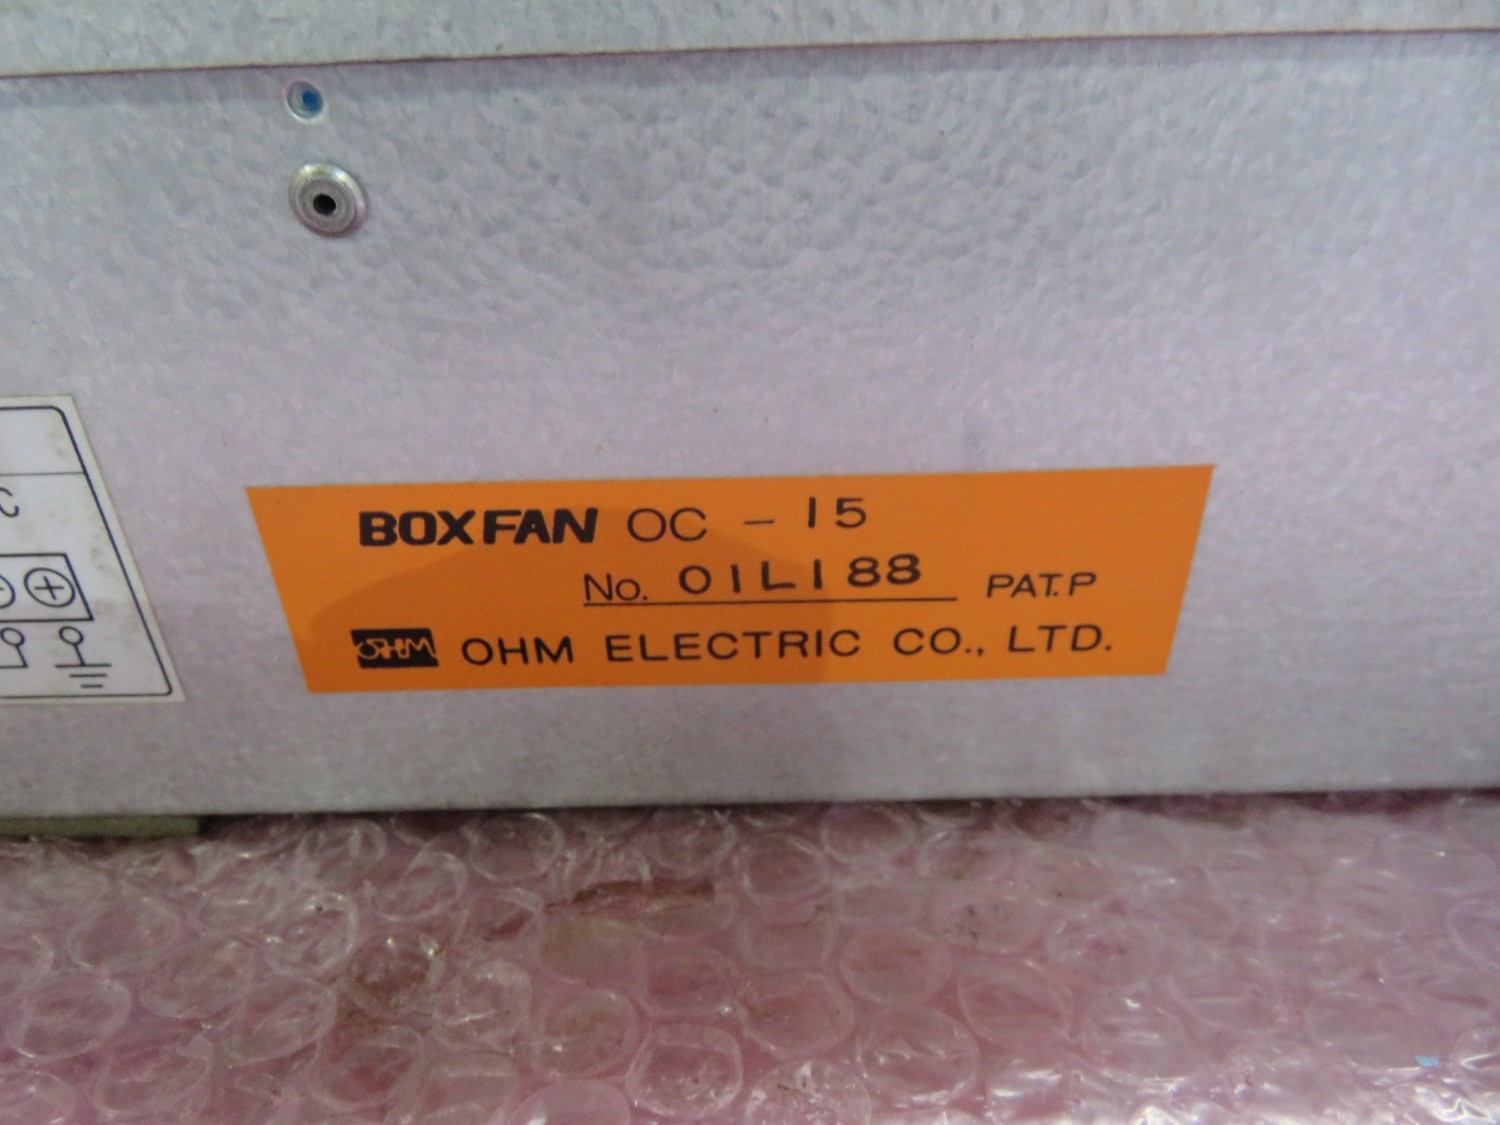 BOXFAN OC - 15
No. 01L188 PAT.P
OHM OHM ELECTRIC CO., LTD.
C